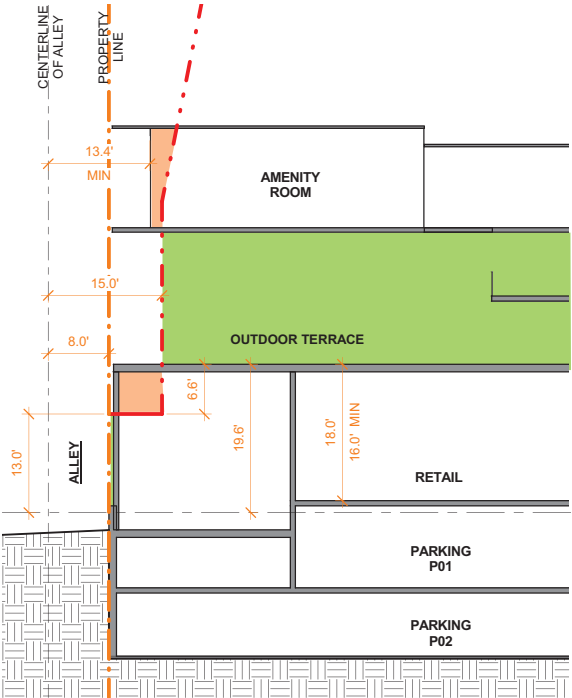 CENTERLINE
OF ALLEY
PROPERTY
LINE
13.4'
MIN
AMENITY
ROOM
15.0'
8.0'
OUTDOOR TERRACE
6.6'
19.6'
18.0'
16.0' MIN
13.0'
ALLEY
RETAIL
PARKING
P01
PARKING
P02